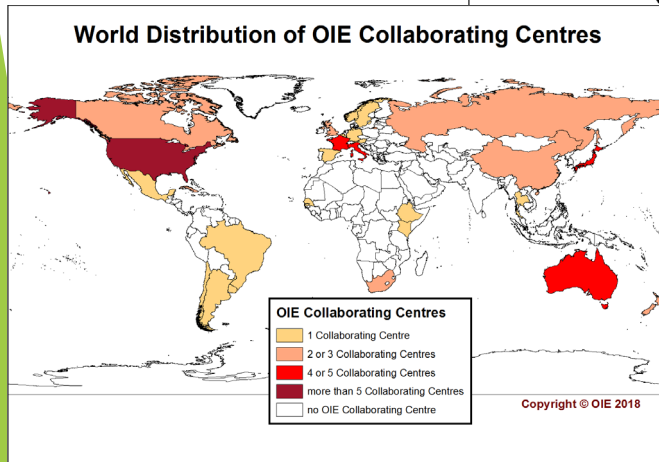 World Distribution of OIE Collaborating Centres
OIE Collaborating Centres
1 Collaborating Centre
2 or 3 Collaborating Centres
4 or 5 Collaborating Centres
more than 5 Collaborating Centres
no OIE Collaborating Centre
Copyright © OIE 2018